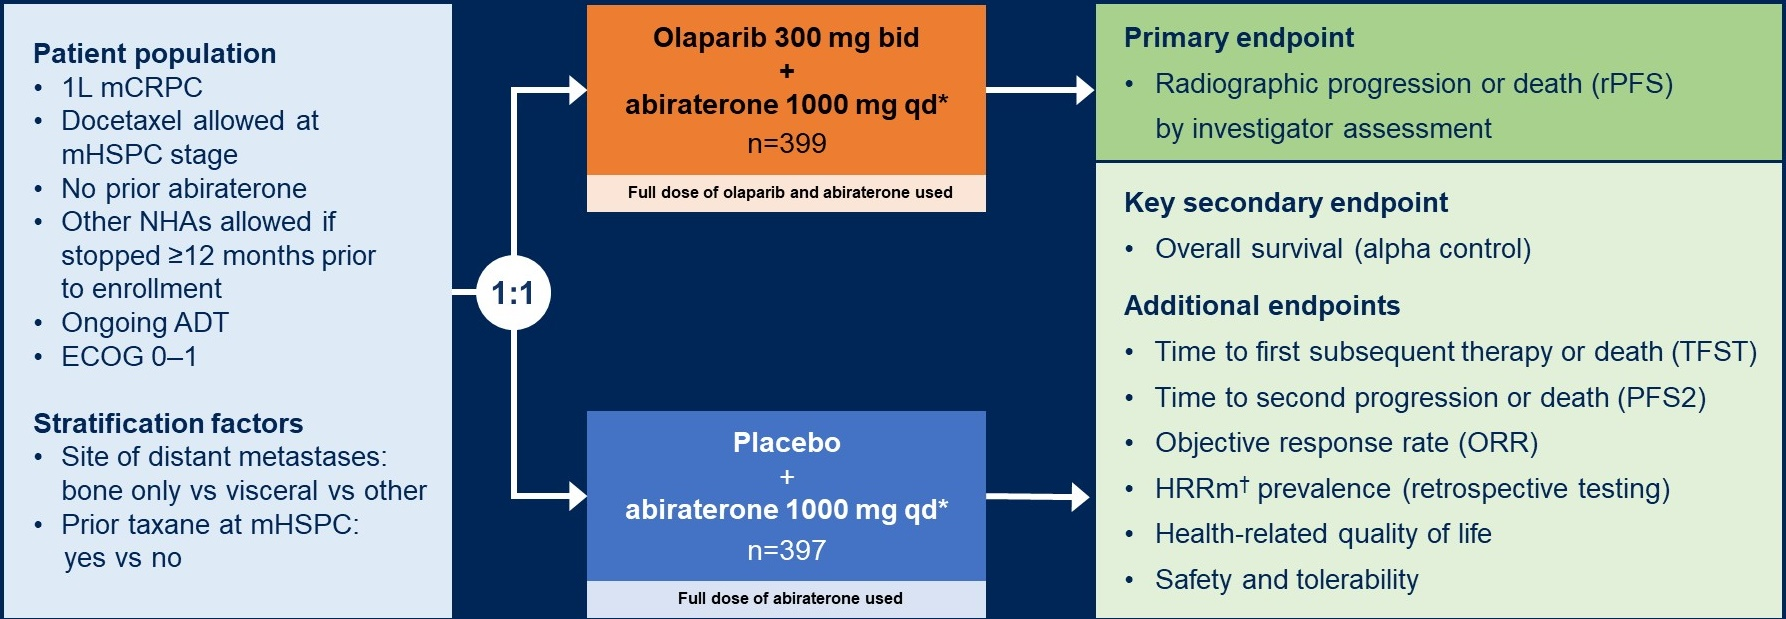 Patient population
• 1L mCRPC
• Docetaxel allowed at
mHSPC stage
• No prior abiraterone
• Other NHAs allowed if
stopped ≥12 months prior
to enrollment
• Ongoing ADT
• ECOG 0–1
Stratification factors
• Site of distant metastases:
bone only vs visceral vs other
• Prior taxane at mHSPC:
yes vs no
1:1
Olaparib 300 mg bid
+
abiraterone 1000 mg qd*
n=399
Full dose of olaparib and abiraterone used
Placebo
+
abiraterone 1000 mg qd*
n=397
Full dose of abiraterone used
Primary endpoint
• Radiographic progression or death (rPFS)
by investigator assessment
Key secondary endpoint
• Overall survival (alpha control)
Additional endpoints
• Time to first subsequent therapy or death (TFST)
• Time to second progression or death (PFS2)
• Objective response rate (ORR)
• HRRm† prevalence (retrospective testing)
• Health-related quality of life
• Safety and tolerability